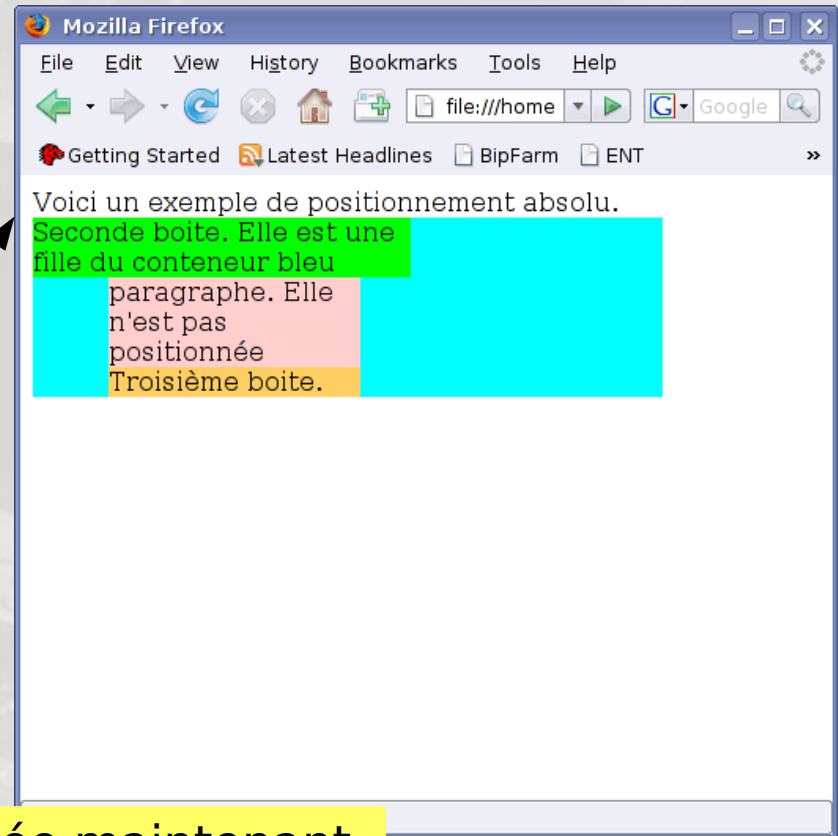 Mozilla Firefox
File Edit View History Bookmarks Tools Help
file:///home G Google
Getting Started Latest Headlines BipFarm ENT »
Voici un exemple de positionnement absolu.
Seconde boite. Elle est une
fille du conteneur bleu
paragraphe. Elle
n'est pas
positionnée
Troisième boite.
maintenant